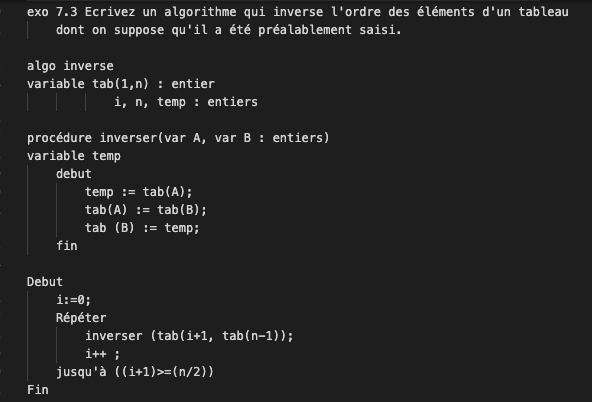 exo 7.3 Ecrivez un algorithme qui inverse l'ordre des éléments d'un tableau
dont on suppose qu'il a été préalablement saisi.
algo inverse
variable tab(1,n) : entier
i, n, temp : entiers
procédure inverser(var A, var B : entiers)
variable temp
debut
temp := tab(A);
tab(A) := tab(B);
tab (B) := temp;
fin
Debut
i:=0;
Répéter
inverser (tab(i+1, tab(n-1));
i++ ;
jusqu'à ((i+1)>=(n/2))
Fin